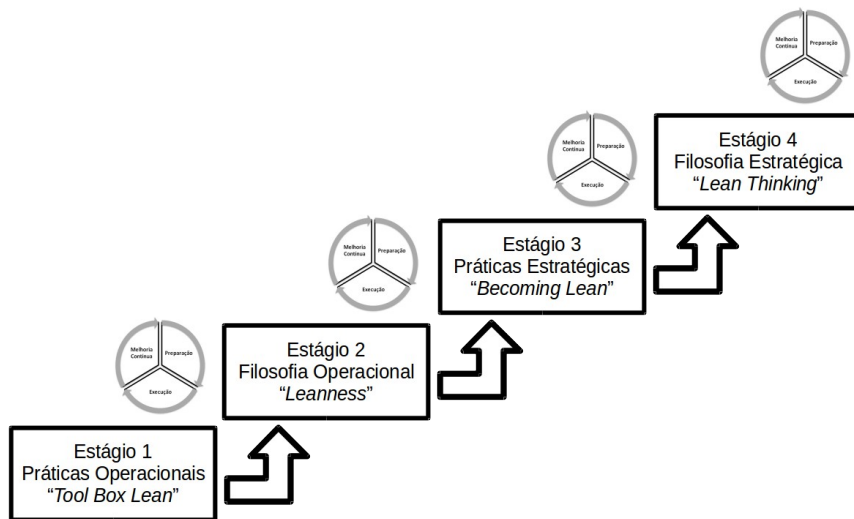 Melhoria
Contínua
Preparação
Execução
Estágio 4
Filosofia Estratégica
“Lean Thinking”
Melhoria
Contínua
Preparação
Execução
Estágio 3
Práticas Estratégicas
“Becoming Lean”
Melhoria
Contínua
Preparação
Execução
Estágio 2
Filosofia Operacional
“Leanness”
Melhoria
Contínua
Preparação
Execução
Estágio 1
Práticas Operacionais
“Tool Box Lean”